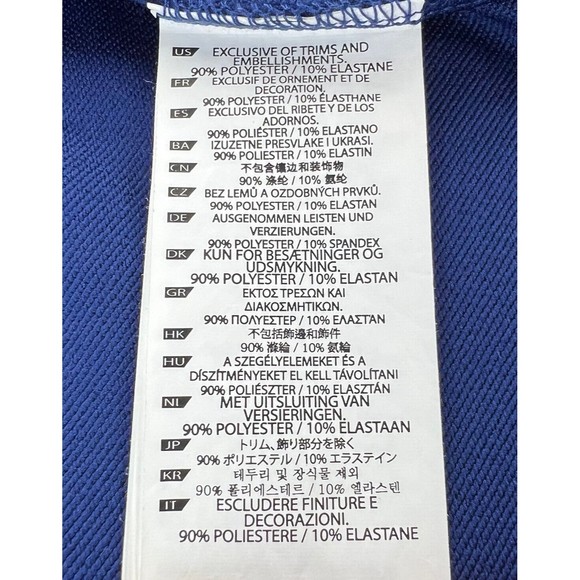 US EXCLUSIVE OF TRIMS AND
EMBELLISHMENTS.
90% POLYESTER / 10% ELASTANE
FR EXCLUSIF DE ORNEMENT ET DE
DECORATION.
90% POLYESTER / 10% ÉLASTHANE
ES EXCLUSIVO DEL RIBETE Y DE LOS
ADORNOS.
90% POLIÉSTER / 10% ELASTANO
BA IZUZETNE PRESVLAKE I UKRASI.
90% POLIESTER / 10% ELASTIN
CN 不包含镶边和装饰物
90% 涤纶 / 10% 氨纶
CZ BEZ LEMŮ A OZDOBNÝCH PRVKŮ.
90% POLYESTER / 10% ELASTAN
DE AUSGENOMMEN LEISTEN UND
VERZIERUNGEN.
90% POLYESTER / 10% SPANDEX
DK KUN FOR BESÆTNINGER OG
UDSMYKNING.
90% POLYESTER / 10% ELASTAN
GR ΕΚΤΟΣ ΤΡΕΣΩΝ ΚΑΙ
ΔΙΑΚΟΣΜΗΤΙΚΩΝ.
90% ΠΟΛΥΕΣΤΕΡ / 10% ΕΛΑΣΤΑΝ
HK 不包括飾邊和飾件
90% 滌綸 / 10% 氨綸
HU A SZEGÉLYELEMEKET ÉS A
DÍSZÍTMÉNYEKET EL KELL TÁVOLÍTANI
90% POLIÉSZTER / 10% ELASZTÁN
NL MET UITSLUITING VAN
VERSIERINGEN.
90% POLYESTER / 10% ELASTAAN
JP トリム、飾り部分を除く
90% ポリエステル / 10% エラステイン
KR 테두리 및 장식물 제외
90% 폴리에스테르 / 10% 엘라스텐
IT ESCLUDERE FINITURE E
DECORAZIONI.
90% POLIESTERE / 10% ELASTANE